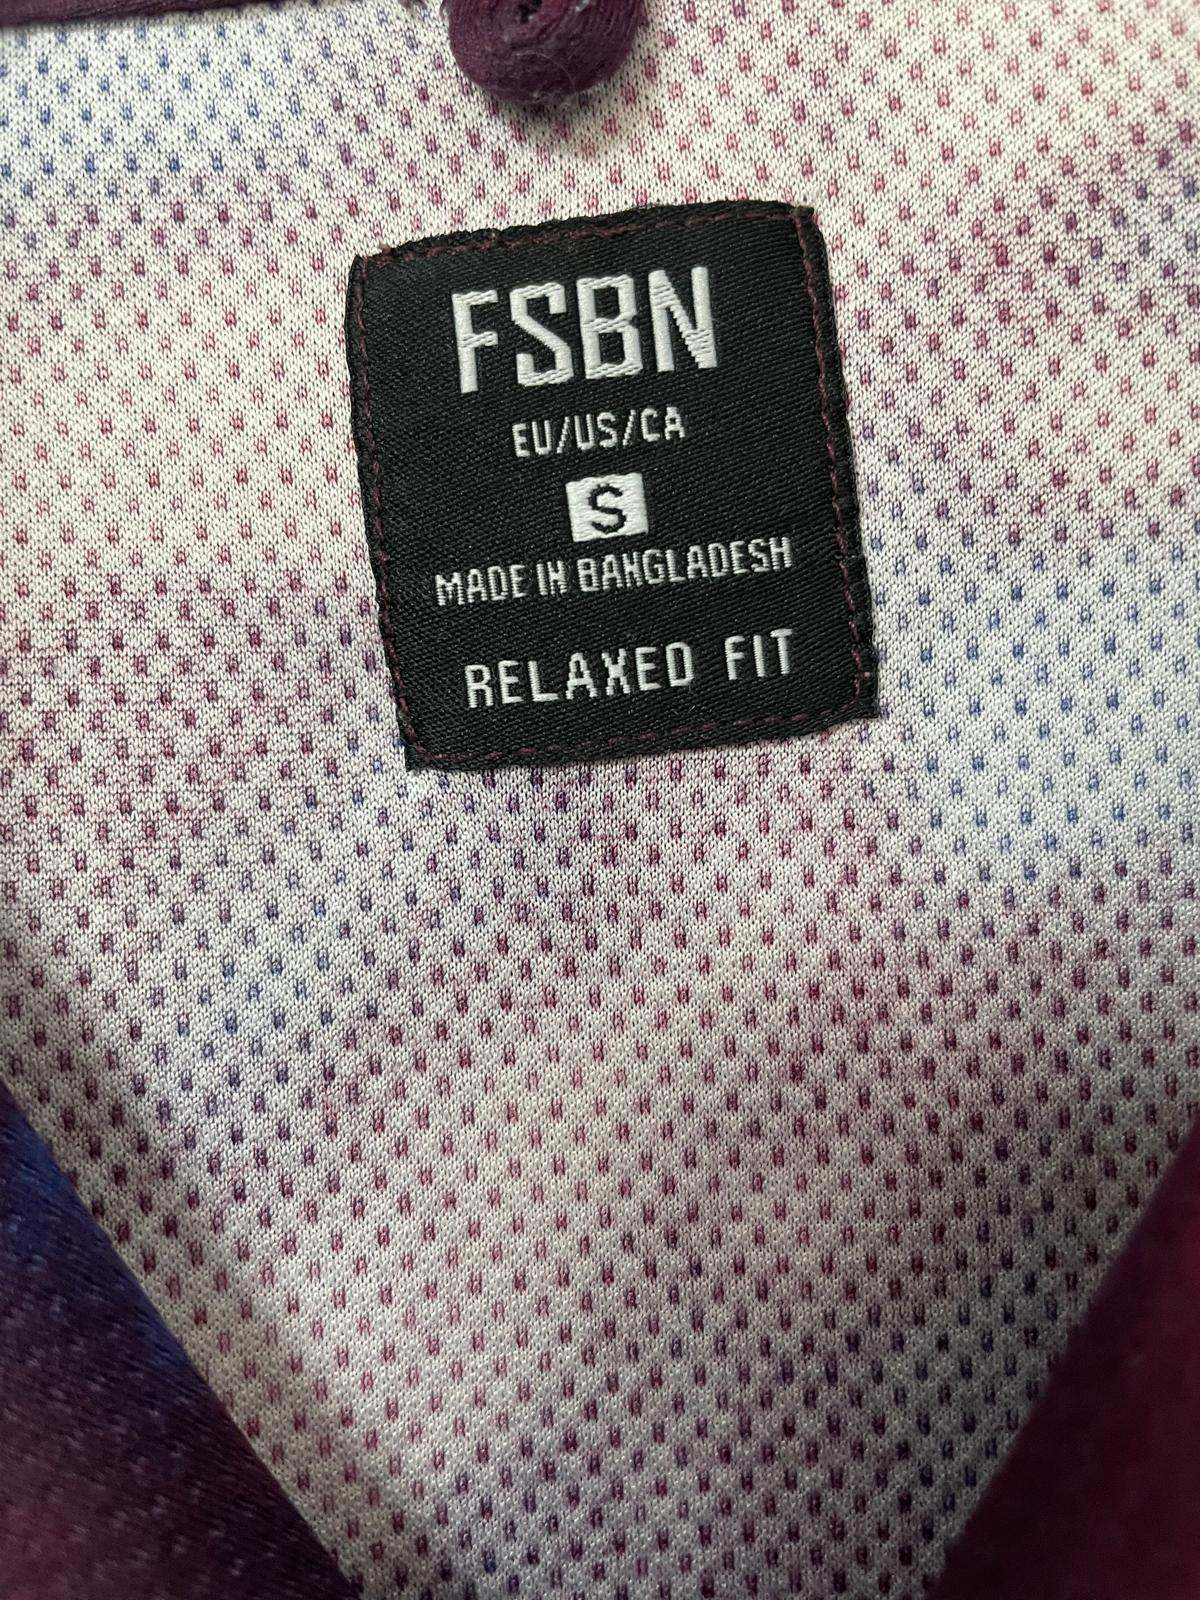 FSBN
EU/US/CA
S
MADE IN BANGLADESH
RELAXED FIT